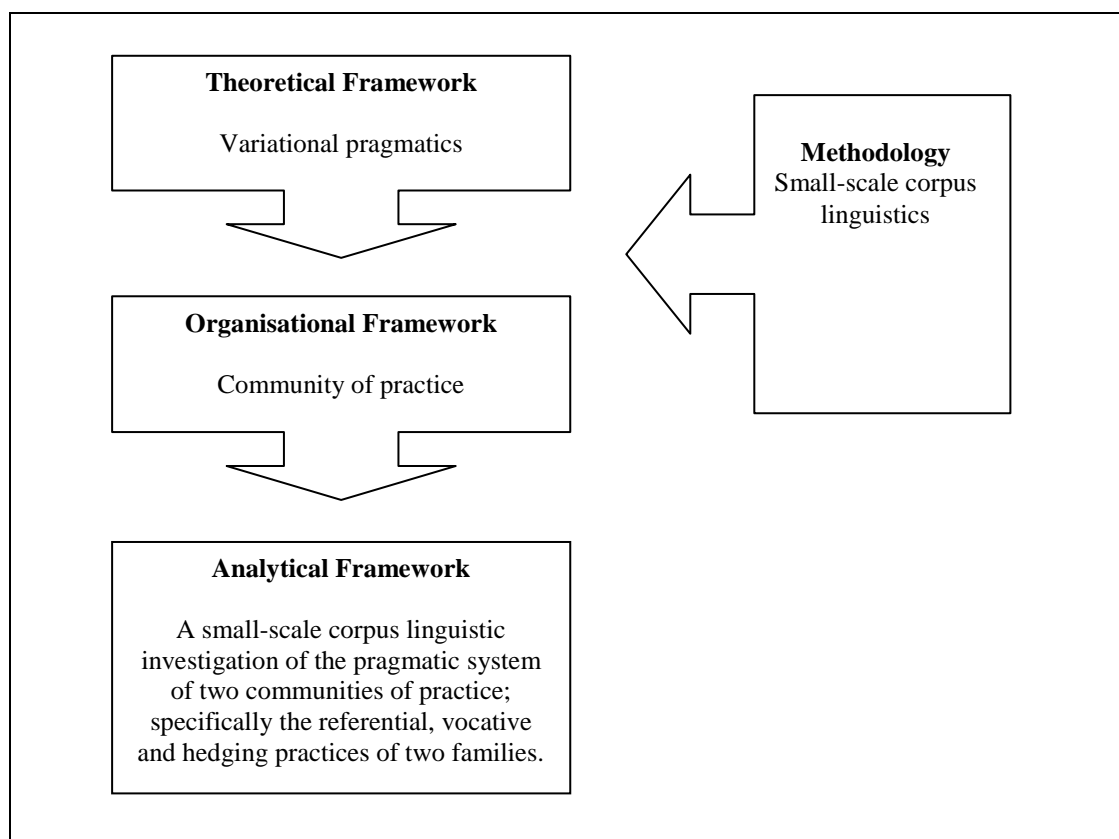 Theoretical Framework
Variational pragmatics
Methodology
Small-scale corpus
linguistics
Organisational Framework
Community of practice
Analytical Framework
A small-scale corpus linguistic
investigation of the pragmatic system
of two communities of practice;
specifically the referential, vocative
and hedging practices of two families.